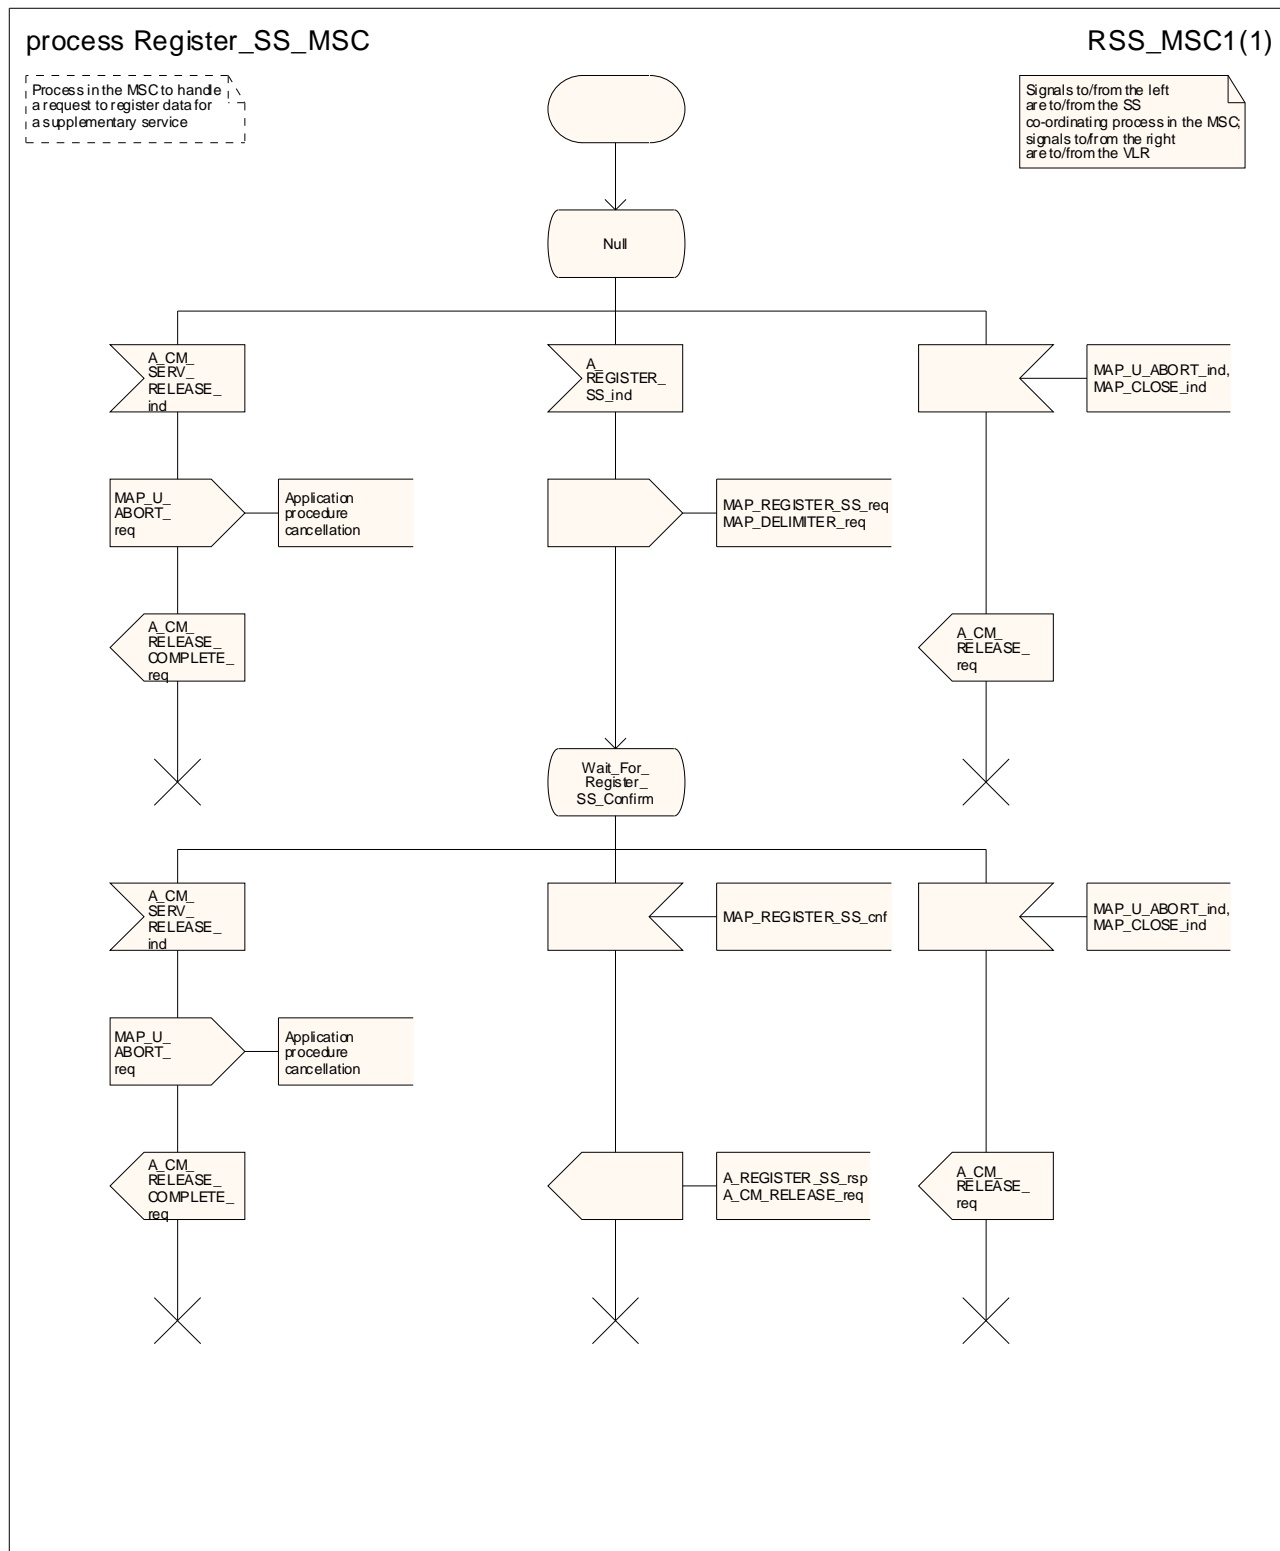 process Register_SS_MSC
RSS_MSC1(1)
Process in the MSC to handle
a request to register data for
a supplementary service
Signals to/from the left
are to/from the SS
co-ordinating process in the MSC;
signals to/from the right
are to/from the VLR
Null
A_CM_
SERV_
RELEASE_
ind
A_
REGISTER_
SS_ind
MAP_U_ABORT_ind,
MAP_CLOSE_ind
MAP_U_
ABORT_
req
Application
procedure
cancellation
MAP_REGISTER_SS_req
MAP_DELIMITER_req
A_CM_
RELEASE_
COMPLETE_
req
A_CM_
RELEASE_
req
Wait_For_
Register_
SS_Confirm
A_CM_
SERV_
RELEASE_
ind
MAP_REGISTER_SS_cnf
MAP_U_ABORT_ind,
MAP_CLOSE_ind
MAP_U_
ABORT_
req
Application
procedure
cancellation
A_CM_
RELEASE_
COMPLETE_
req
A_REGISTER_SS_rsp
A_CM_RELEASE_req
A_CM_
RELEASE_
req